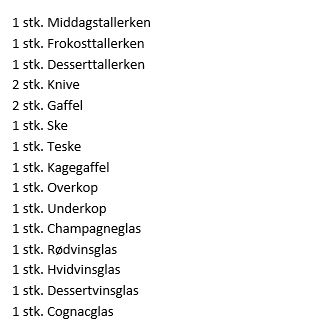 1 stk. Middagstallerken
1 stk. Frokosttallerken
1 stk. Desserttallerken
2 stk. Knive
2 stk. Gaffel
1 stk. Ske
1 stk. Teske
1 stk. Kagegaffel
1 stk. Overkop
1 stk. Underkop
1 stk. Champagneglas
1 stk. Rødvinsglas
1 stk. Hvidvinsglas
1 stk. Dessertvinsglas
1 stk. Cognacglas